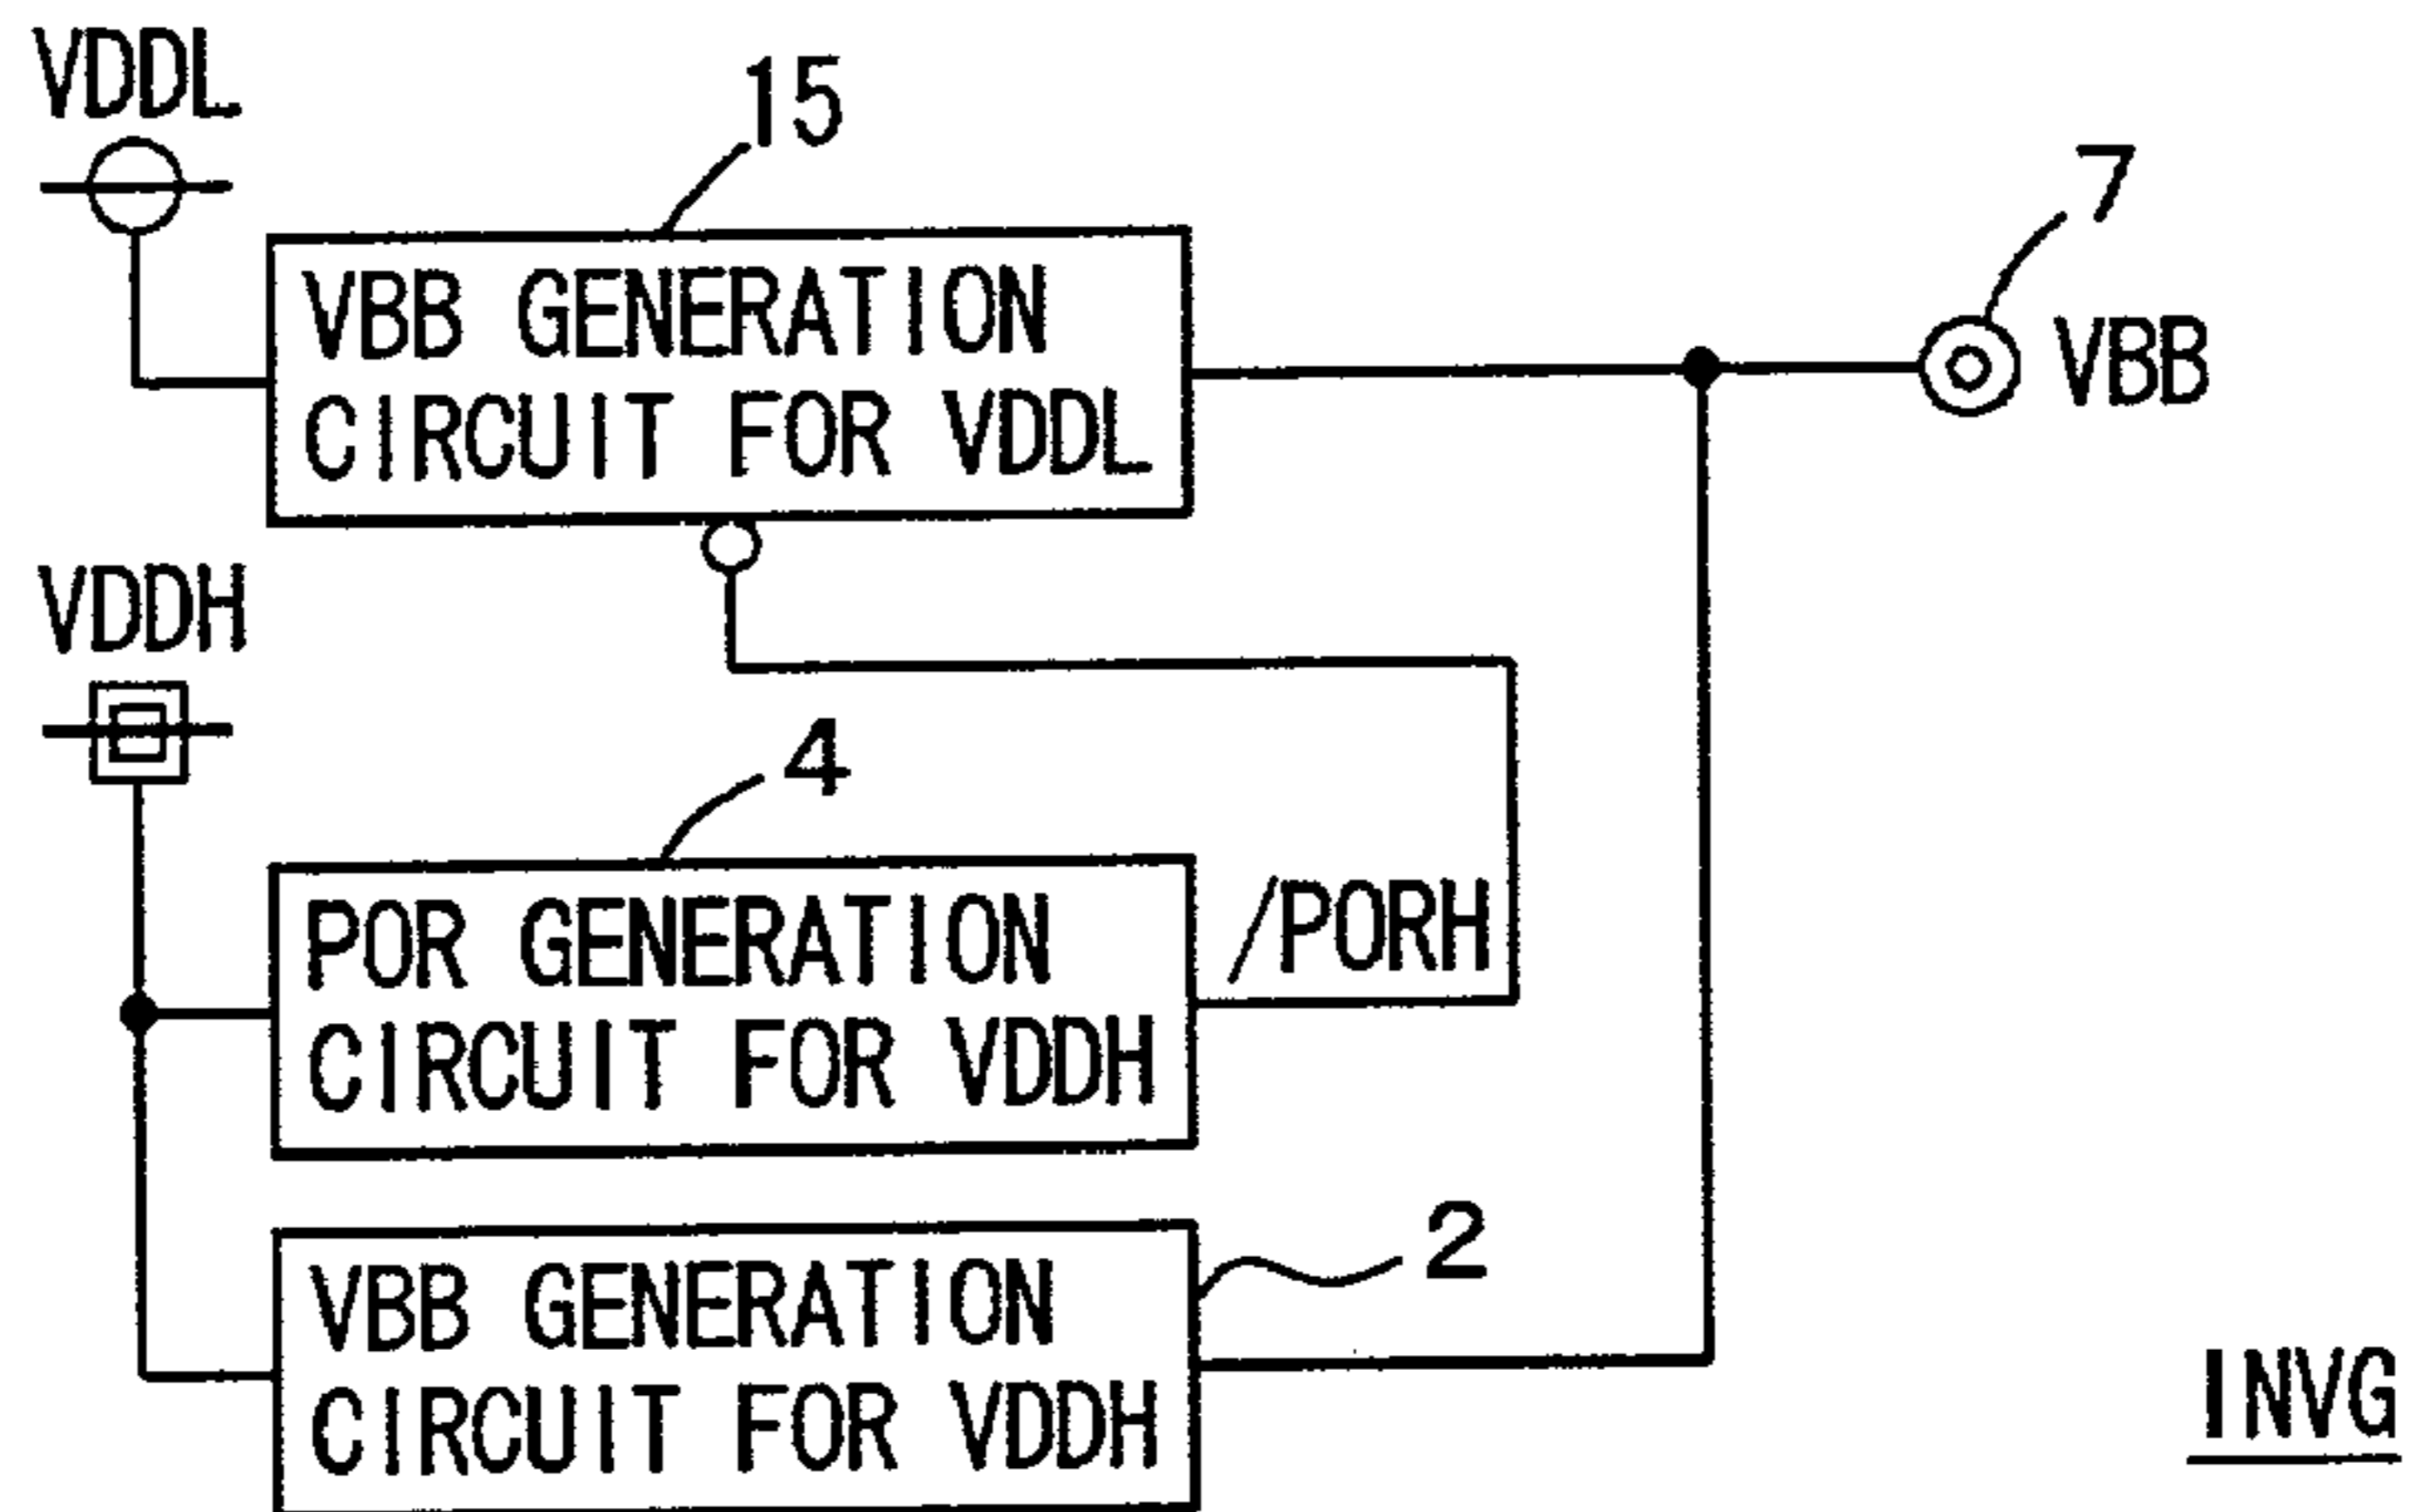 VDDL
15
7
VBB GENERATION
CIRCUIT FOR VDDL
VBB
VDDH
4
POR GENERATION
CIRCUIT FOR VDDH
/PORH
2
VBB GENERATION
CIRCUIT FOR VDDH
INVG